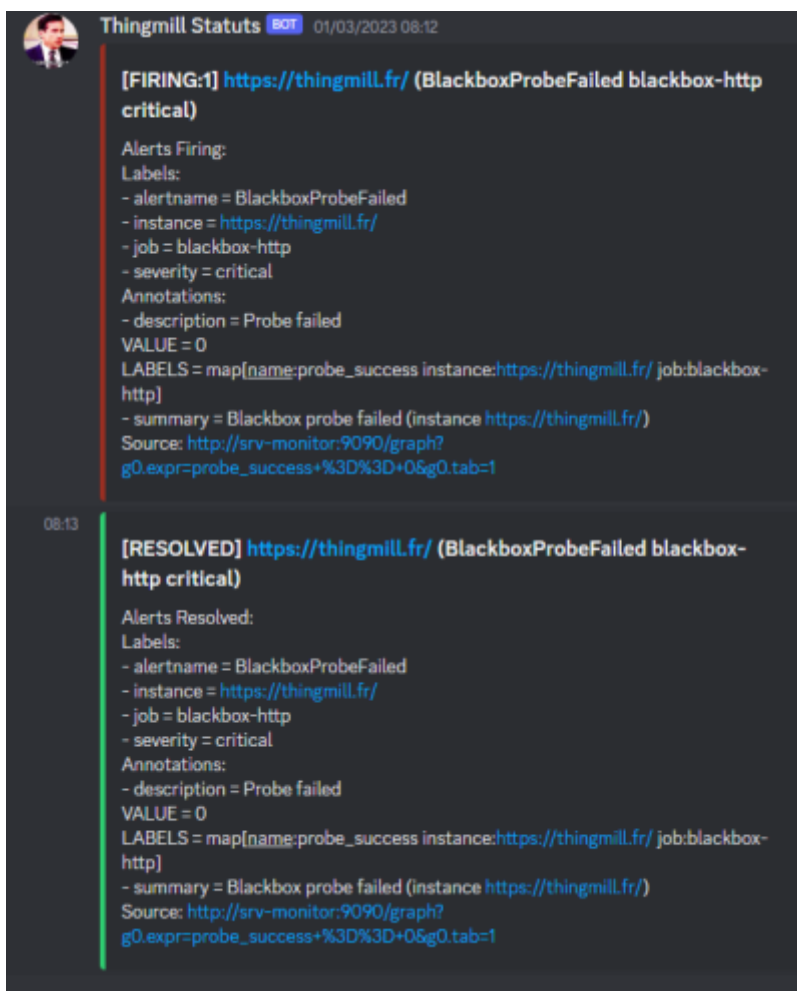 Thingmill Statuts BOT 01/03/2023 08:12
[FIRING:1] https://thingmill.fr/ (BlackboxProbeFailed blackbox-http
critical)
Alerts Firing:
Labels:
- alertname = BlackboxProbeFailed
- instance = https://thingmill.fr/
- job = blackbox-http
- severity = critical
Annotations:
- description = Probe failed
VALUE = 0
LABELS = map[name:probe_success instance:https://thingmill.fr/ job:blackbox-
http]
- summary = Blackbox probe failed (instance https://thingmill.fr/)
Source: http://srv-monitor:9090/graph?
g0.expr=probe_success+%3D%3D+0&g0.tab=1
08:13
[RESOLVED] https://thingmill.fr/ (BlackboxProbeFailed blackbox-
http critical)
Alerts Resolved:
Labels:
- alertname = BlackboxProbeFailed
- instance = https://thingmill.fr/
- job = blackbox-http
- severity = critical
Annotations:
- description = Probe failed
VALUE = 0
LABELS = map[name:probe_success instance:https://thingmill.fr/ job:blackbox-
http]
- summary = Blackbox probe failed (instance https://thingmill.fr/)
Source: http://srv-monitor:9090/graph?
g0.expr=probe_success+%3D%3D+0&g0.tab=1